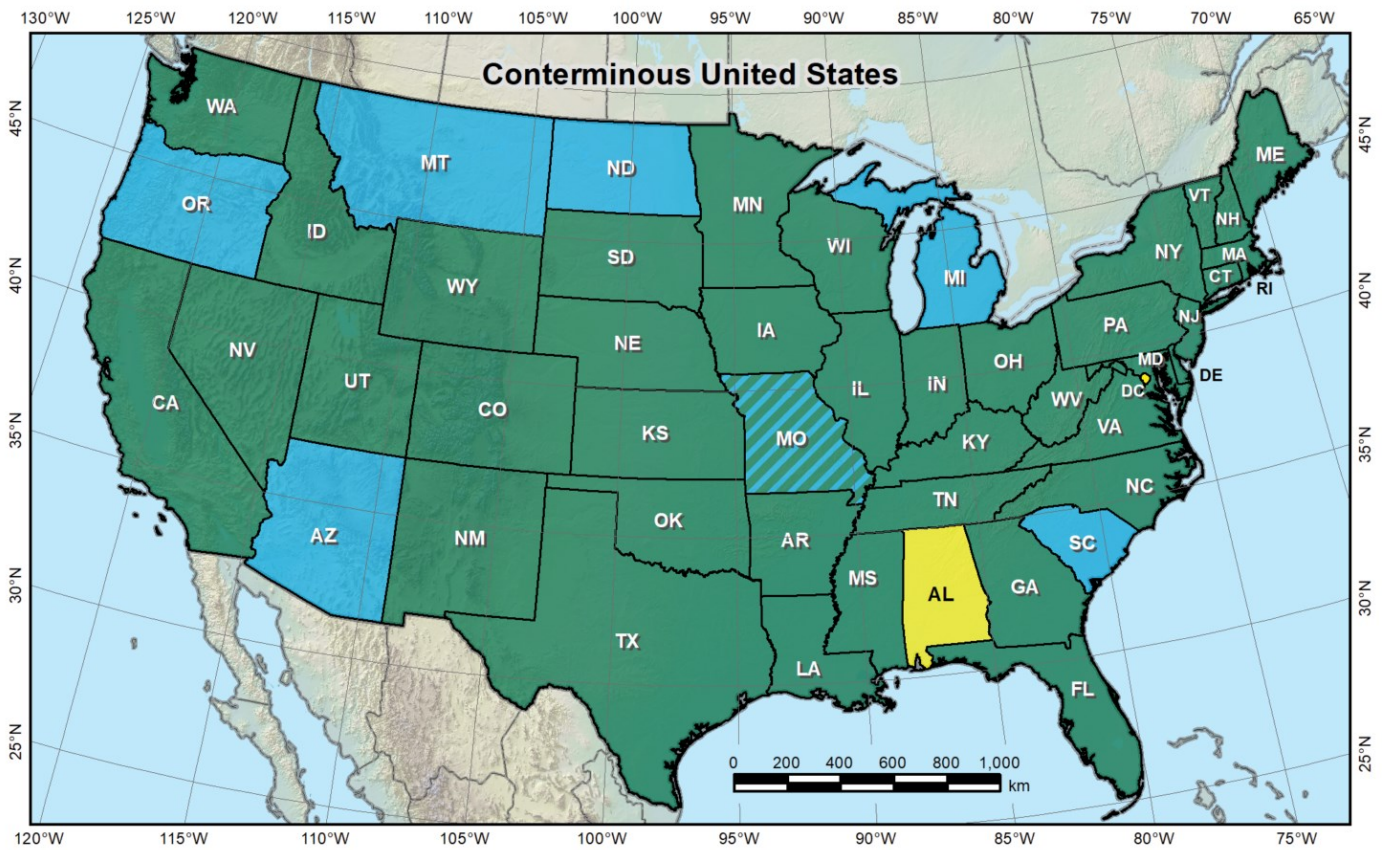 130°W 125°W 120°W 115°W 110°W 105°W 100°W 95°W 90°W 85°W 80°W 75°W 70°W 65°W
Conterminous United States
45°N
45°N
WA
ME
MT
ND
VT
OR
MN
NH
ID
WI
NY
MA
SD
CT
40°N
40°N
MI
WY
RI
NJ
PA
IA
NE
NV
MD
OH
DE
UT
IL
iN
DC
CO
CA
WV
VA
35°N
35°N
KS
MO
KY
NC
TN
OK
AZ
NM
AR
SC
MS
GA
AL
30°N
30°N
TX
LA
FL
25°N
25°N
0 200 400 600 800 1,000
km
120°W 115°W 110°W 105°W 100°W 95°W 90°W 85°W 80°W 75°W